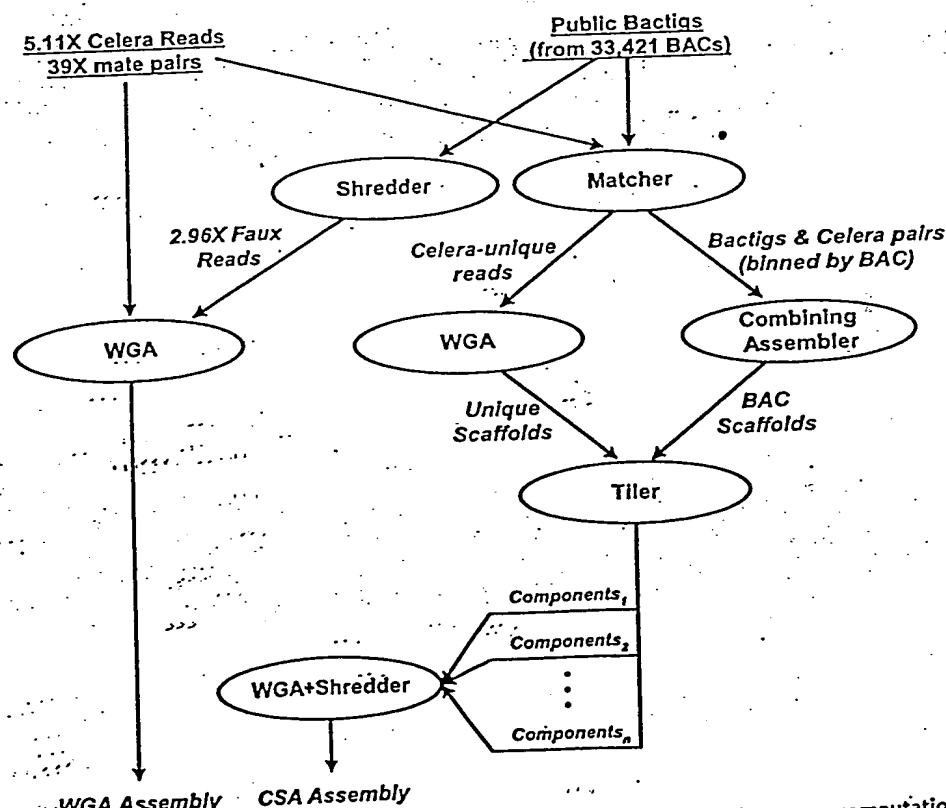 5.11X Celera Reads
39X mate pairs
Public Bactigs
(from 33,421 BACs)
Shredder
Matcher
2.96X Faux
Reads
Celera-unique
reads
Bactigs & Celera pairs
(binned by BAC)
WGA
WGA
Combining
Assembler
Unique
Scaffolds
BAC
Scaffolds
Tiler
Components1
Components2
WGA+Shredder
Componentsn
WGA Assembly
CSA Assembly